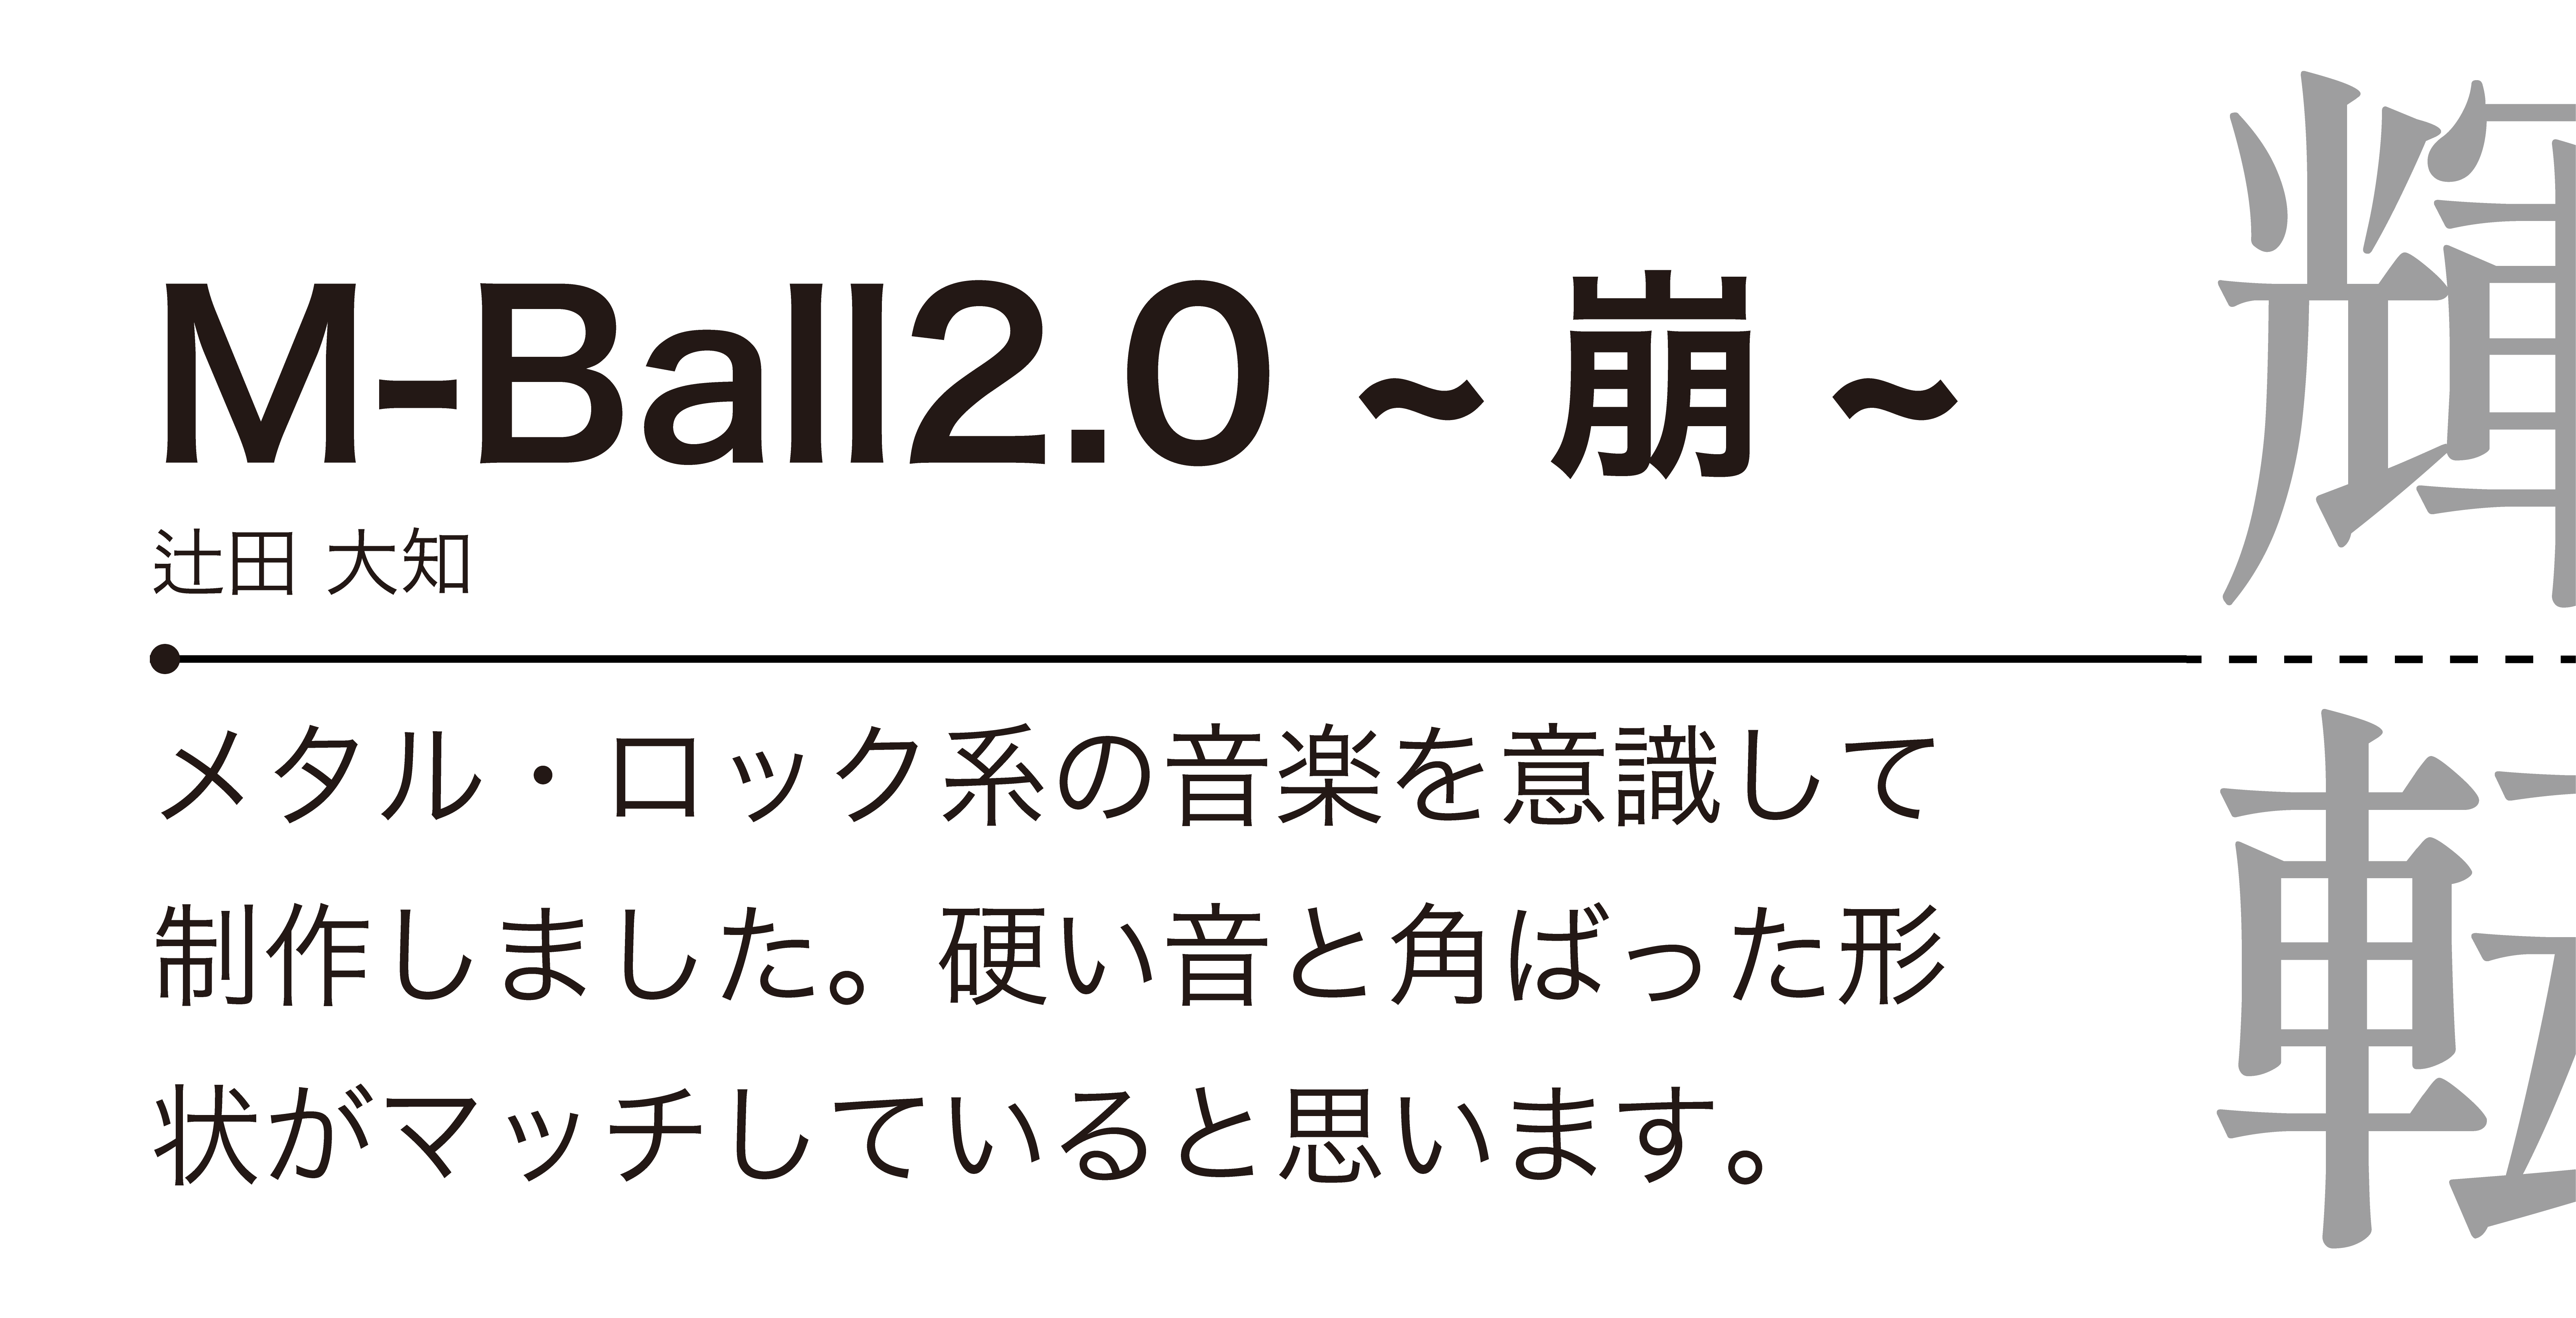 M-Ball2.0 ~ 崩 ~
辻田 大知
メタル・ロック系の音楽を意識して
制作しました。硬い音と角ばった形
状がマッチしていると思います。
輝
転